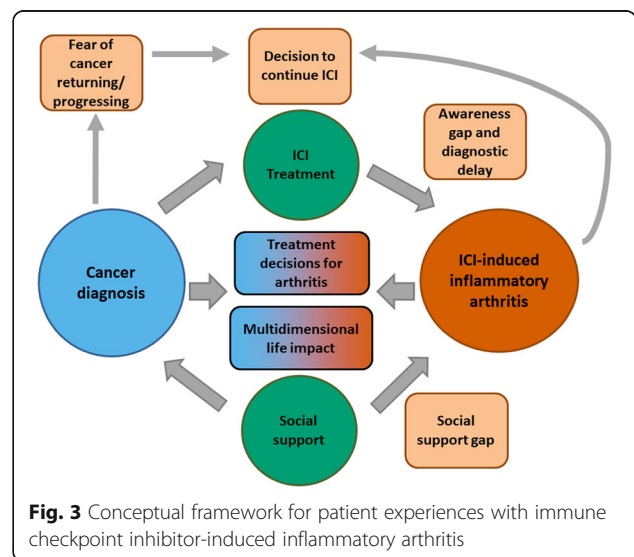 Fear of
cancer
returning/
progressing
Decision to
continue ICI
Awareness
gap and
diagnostic
delay
ICI
Treatment
Cancer
diagnosis
Treatment
decisions for
arthritis
ICI-induced
inflammatory
arthritis
Multidimensional
life impact
Social
support
Social
support gap
Fig. 3 Conceptual framework for patient experiences with immune
checkpoint inhibitor-induced inflammatory arthritis